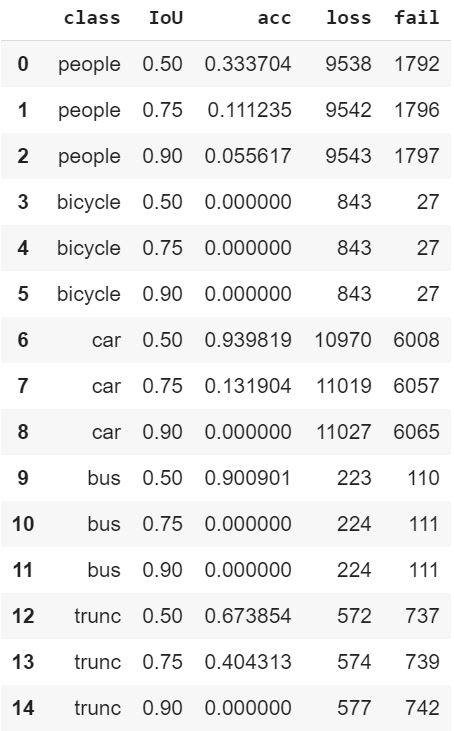 class IoU acc loss fail
0 people 0.50 0.333704 9538 1792
1 people 0.75 0.111235 9542 1796
2 people 0.90 0.055617 9543 1797
3 bicycle 0.50 0.000000 843 27
4 bicycle 0.75 0.000000 843 27
5 bicycle 0.90 0.000000 843 27
6 car 0.50 0.939819 10970 6008
7 car 0.75 0.131904 11019 6057
8 car 0.90 0.000000 11027 6065
9 bus 0.50 0.900901 223 110
10 bus 0.75 0.000000 224 111
11 bus 0.90 0.000000 224 111
12 trunc 0.50 0.673854 572 737
13 trunc 0.75 0.404313 574 739
14 trunc 0.90 0.000000 577 742